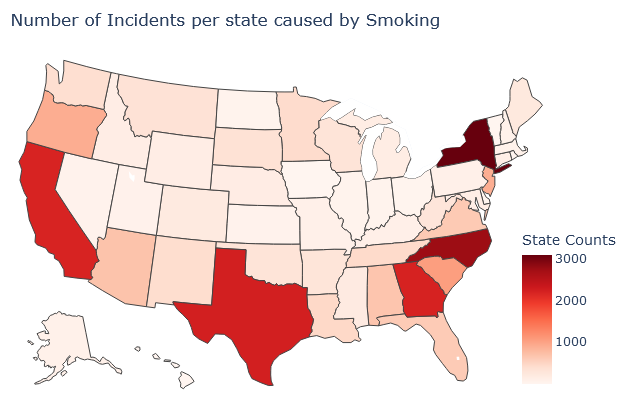 Number of Incidents per state caused by Smoking
State Counts
3000
2000
1000